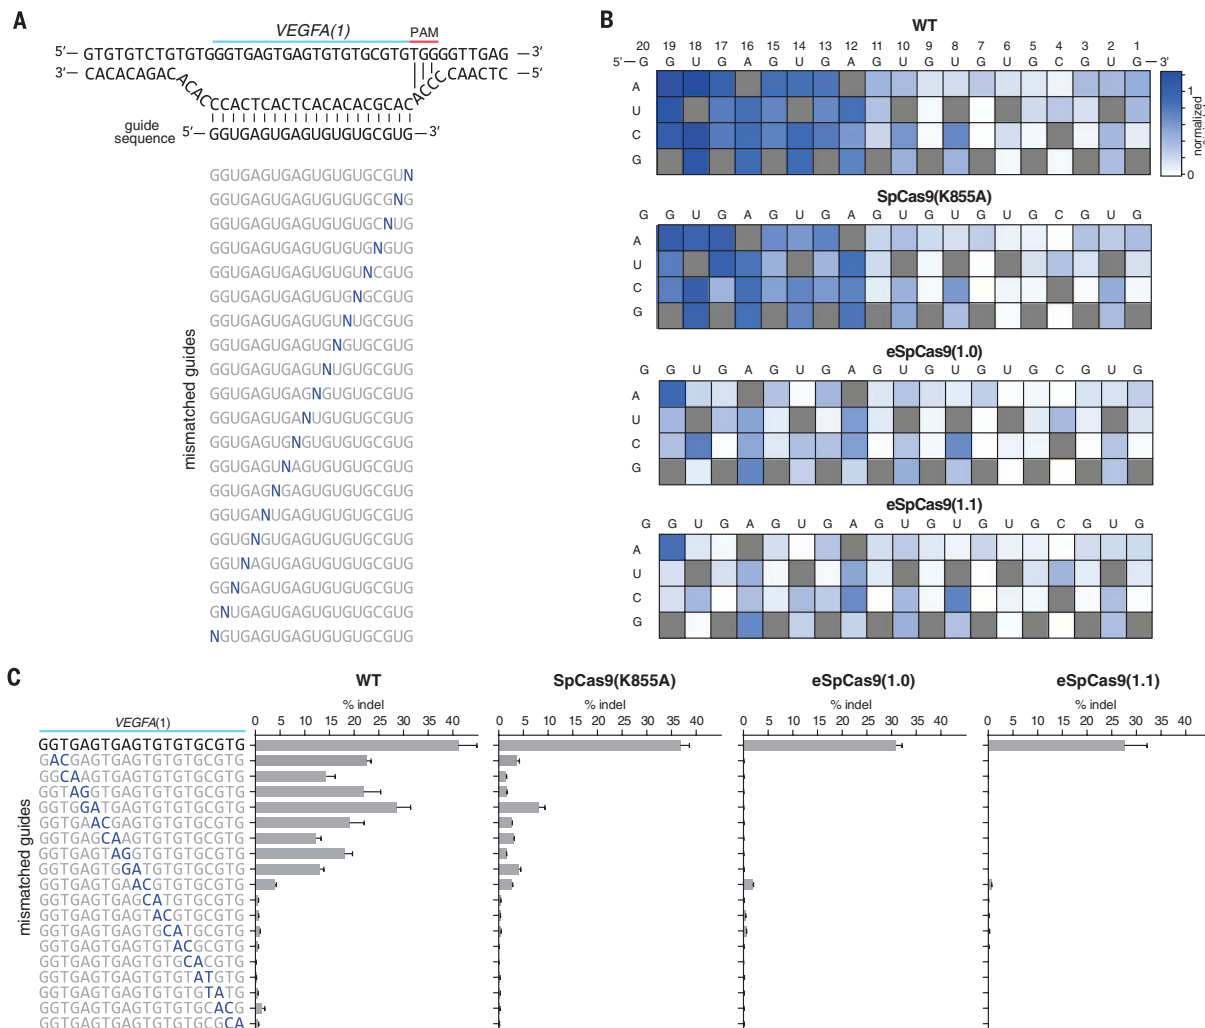 A
VEGFA(1)
PAM
5′— GTGTGTCTGTGTGGGTGAGTGAGTGTGTGCGTGTGGGGTTGAG —3′
3′— CACACAGACACACCCACTCACTCACACACGCACACCCCAACTC —5′
guide
sequence
5′— GGUGAGUGAGUGUGUGCGUG —3′
mismatched guides
GGUGAGUGAGUGUGUGCGUN
GGUGAGUGAGUGUGUGCGNG
GGUGAGUGAGUGUGUGCNUG
GGUGAGUGAGUGUGUGNGUG
GGUGAGUGAGUGUGUNCGUG
GGUGAGUGAGUGUGNGCGUG
GGUGAGUGAGUGUNUGCGUG
GGUGAGUGAGUGNGUGCGUG
GGUGAGUGAGUNUGUGCGUG
GGUGAGUGAGNGUGUGCGUG
GGUGAGUGANUGUGUGCGUG
GGUGAGUGNGUGUGUGCGUG
GGUGAGUNAGUGUGUGCGUG
GGUGAGNGAGUGUGUGCGUG
GGUGANUGAGUGUGUGCGUG
GGUGNGUGAGUGUGUGCGUG
GGUNAGUGAGUGUGUGCGUG
GGNGAGUGAGUGUGUGCGUG
GNUGAGUGAGUGUGUGCGUG
NGUGAGUGAGUGUGUGCGUG
B
WT
20 19 18 17 16 15 14 13 12 11 10 9 8 7 6 5 4 3 2 1
5′— G G U G A G U G A G U G U G U G C G U G —3′
A
U
C
G
1
0
normalized
SpCas9(K855A)
G G U G A G U G A G U G U G U G C G U G
A
U
C
G
eSpCas9(1.0)
G G U G A G U G A G U G U G U G C G U G
A
U
C
G
eSpCas9(1.1)
G G U G A G U G A G U G U G U G C G U G
A
U
C
G
C
WT SpCas9(K855A) eSpCas9(1.0) eSpCas9(1.1)
% indel % indel % indel % indel
VEGFA(1)
0 5 10 15 20 25 30 35 40 0 5 10 15 20 25 30 35 40 0 5 10 15 20 25 30 35 40 0 5 10 15 20 25 30 35 40
mismatched guides
GGTGAGTGAGTGTGTGCGTG
GACGAGTGAGTGTGTGCGTG
GGCAAGTGAGTGTGTGCGTG
GGTAGGTGAGTGTGTGCGTG
GGTGGATGAGTGTGTGCGTG
GGTGAACGAGTGTGTGCGTG
GGTGAGCAAGTGTGTGCGTG
GGTGAGTAGGTGTGTGCGTG
GGTGAGTGGATGTGTGCGTG
GGTGAGTGAACGTGTGCGTG
GGTGAGTGAGCATGTGCGTG
GGTGAGTGAGTACGTGCGTG
GGTGAGTGAGTGCATGCGTG
GGTGAGTGAGTGTACGCGTG
GGTGAGTGAGTGTGCACGTG
GGTGAGTGAGTGTGTATGTG
GGTGAGTGAGTGTGTGTATG
GGTGAGTGAGTGTGTGCACG
GGTGAGTGAGTGTGTGCGCA